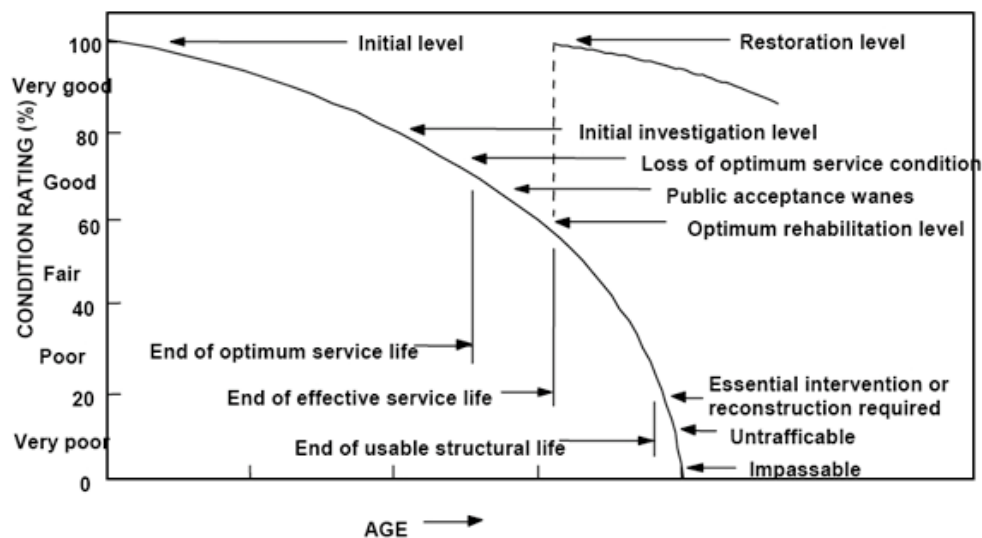 100
Initial level
Restoration level
Very good
80
Initial investigation level
Loss of optimum service condition
Good
Public acceptance wanes
60
Optimum rehabilitation level
CONDITION RATING (%)
Fair
40
End of optimum service life
Poor
20
End of effective service life
Essential intervention or
reconstruction required
Very poor
End of usable structural life
Untrafficable
Impassable
0
AGE